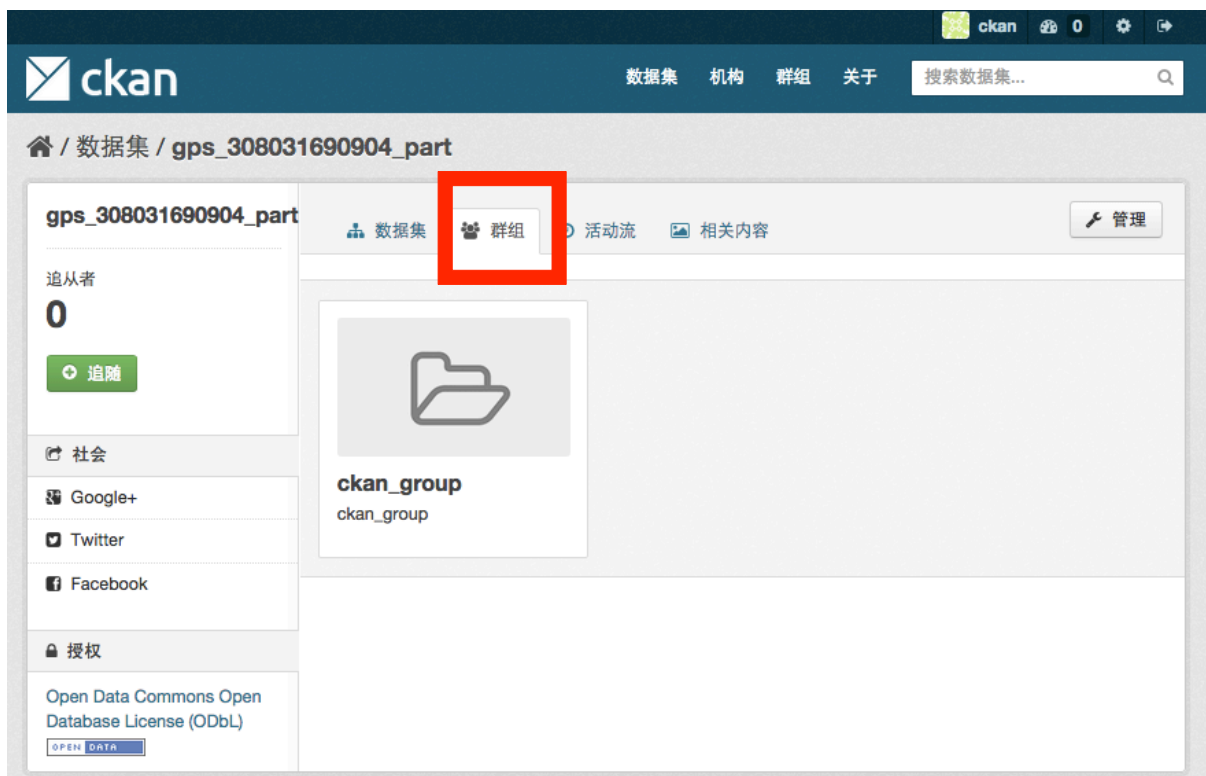 ckan 0
ckan
数据集 机构 群组 关于 搜索数据集...
/ 数据集 / gps_308031690904_part
gps_308031690904_part
数据集 群组 活动流 相关内容 管理
追从者
0
追随
社会
Google+
Twitter
Facebook
授权
Open Data Commons Open
Database License (ODbL)
OPEN DATA
ckan_group
ckan_group